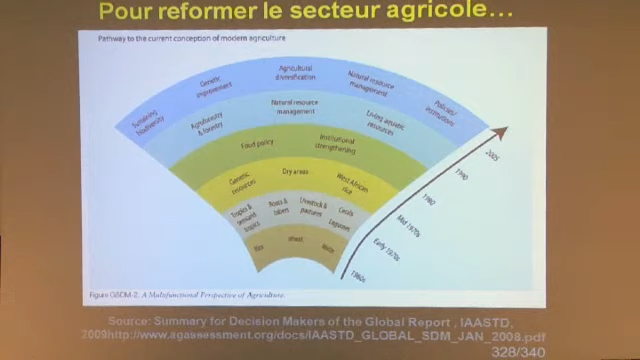 Pour reformer le secteur agricole…
Pathway to the current conception of modern agriculture
Sustaining biodiversity
Genetic improvement
Agricultural diversification
Natural resource management
Policies/ institutions
Agroforestry & forestry
Natural resource management
Living aquatic resources
Food policy
Institutional strengthening
Genetic resources
Dry areas
West African rice
Tropics & semiarid tropics
Roots & tubers
Livestock & pastures
Cereals
Legumes
Rice
Wheat
Maize
2005
1990
1980
Mid 1970s
Early 1970s
1960s
Figure GSDM-2. A Multifunctional Perspective of Agriculture.
Source: Summary for Decision Makers of the Global Report , IAASTD,
2009http://www.agassessment.org/docs/IAASTD_GLOBAL_SDM_JAN_2008.pdf
328/340